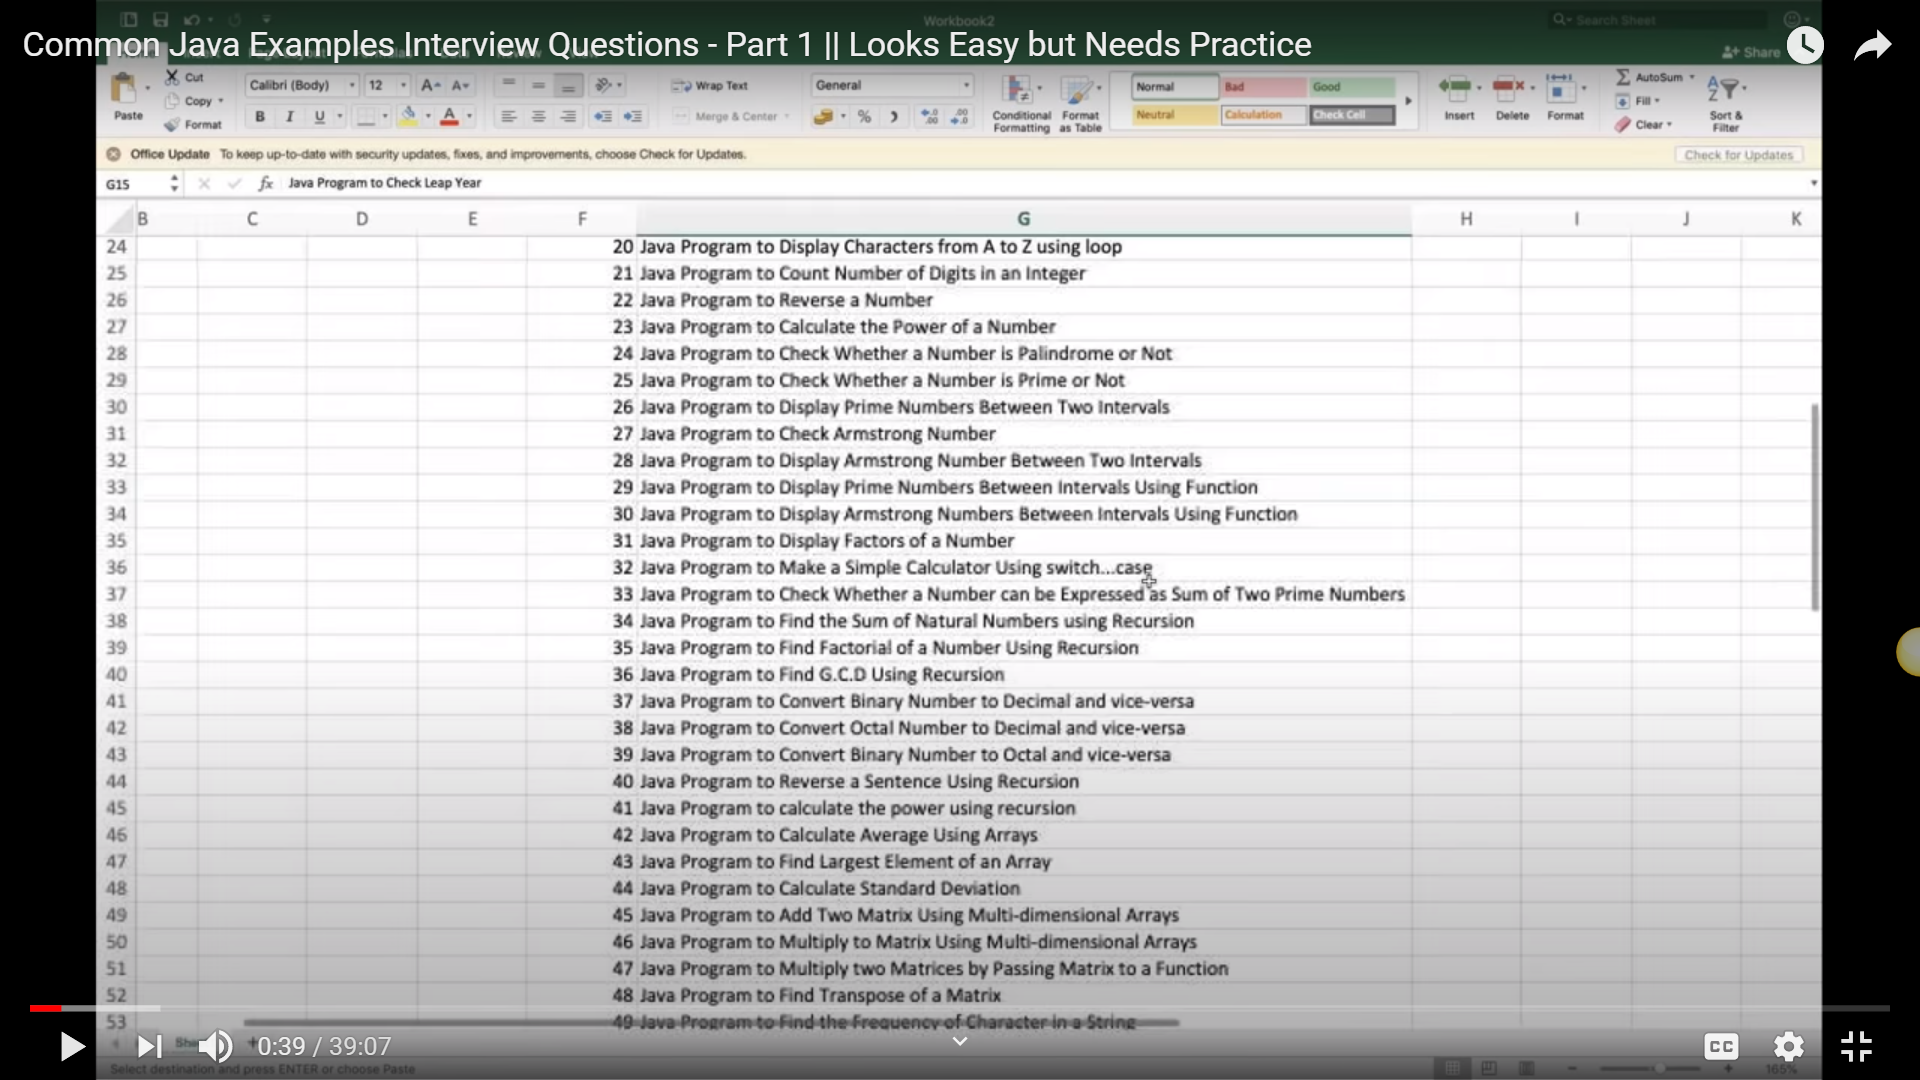 Workbook2
Search Sheet
Common Java Examples Interview Questions - Part 1 || Looks Easy but Needs Practice
Share
Paste
Cut
Copy
Format
Calibri (Body) 12
Wrap Text
Merge & Center
General
Conditional Formatting
Format as Table
Normal Bad Good
Neutral Calculation Check Cell
Insert Delete Format
AutoSum
Fill
Clear
Sort & Filter
Office Update To keep up-to-date with security updates, fixes, and improvements, choose Check for Updates.
Check for Updates
G15 fx Java Program to Check Leap Year
B C D E F G H I J K
24 20 Java Program to Display Characters from A to Z using loop
25 21 Java Program to Count Number of Digits in an Integer
26 22 Java Program to Reverse a Number
27 23 Java Program to Calculate the Power of a Number
28 24 Java Program to Check Whether a Number is Palindrome or Not
29 25 Java Program to Check Whether a Number is Prime or Not
30 26 Java Program to Display Prime Numbers Between Two Intervals
31 27 Java Program to Check Armstrong Number
32 28 Java Program to Display Armstrong Number Between Two Intervals
33 29 Java Program to Display Prime Numbers Between Intervals Using Function
34 30 Java Program to Display Armstrong Numbers Between Intervals Using Function
35 31 Java Program to Display Factors of a Number
36 32 Java Program to Make a Simple Calculator Using switch...case
37 33 Java Program to Check Whether a Number can be Expressed as Sum of Two Prime Numbers
38 34 Java Program to Find the Sum of Natural Numbers using Recursion
39 35 Java Program to Find Factorial of a Number Using Recursion
40 36 Java Program to Find G.C.D Using Recursion
41 37 Java Program to Convert Binary Number to Decimal and vice-versa
42 38 Java Program to Convert Octal Number to Decimal and vice-versa
43 39 Java Program to Convert Binary Number to Octal and vice-versa
44 40 Java Program to Reverse a Sentence Using Recursion
45 41 Java Program to calculate the power using recursion
46 42 Java Program to Calculate Average Using Arrays
47 43 Java Program to Find Largest Element of an Array
48 44 Java Program to Calculate Standard Deviation
49 45 Java Program to Add Two Matrix Using Multi-dimensional Arrays
50 46 Java Program to Multiply to Matrix Using Multi-dimensional Arrays
51 47 Java Program to Multiply two Matrices by Passing Matrix to a Function
52 48 Java Program to Find Transpose of a Matrix
53 49 Java Program to Find the Frequency of Character in a String
0:39 / 39:07
CC
Select destination and press ENTER or choose Paste
165%